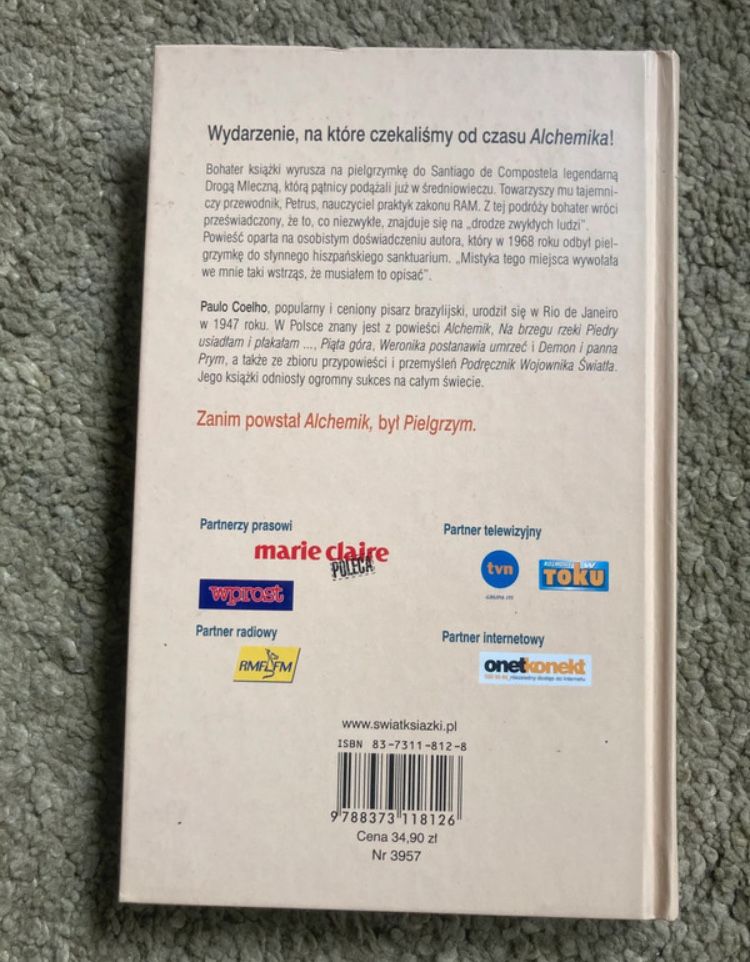 Wydarzenie, na które czekaliśmy od czasu Alchemika!
Bohater książki wyrusza na pielgrzymkę do Santiago de Compostela legendarną
Drogą Mleczną, którą pątnicy podążali już w średniowieczu. Towarzyszy mu tajemni-
czy przewodnik, Petrus, nauczyciel praktyk zakonu RAM. Z tej podróży bohater wróci
przeświadczony, że to, co niezwykłe, znajduje się na „drodze zwykłych ludzi”.
Powieść oparta na osobistym doświadczeniu autora, który w 1968 roku odbył piel-
grzymkę do słynnego hiszpańskiego sanktuarium. „Mistyka tego miejsca wywołała
we mnie taki wstrząs, że musiałem to opisać”.
Paulo Coelho, popularny i ceniony pisarz brazylijski, urodził się w Rio de Janeiro
w 1947 roku. W Polsce znany jest z powieści Alchemik, Na brzegu rzeki Piedry
usiadłam i płakałam ..., Piąta góra, Weronika postanawia umrzeć i Demon i panna
Prym, a także ze zbioru przypowieści i przemyśleń Podręcznik Wojownika Światła.
Jego książki odniosły ogromny sukces na całym świecie.
Zanim powstał Alchemik, był Pielgrzym.
Partnerzy prasowi
marie claire
POLECA
wprost
Partner radiowy
RMF FM
Partner telewizyjny
tvn
GRUPA ITI
ROZMOWY W
TOKU
Partner internetowy
onetkonekt
niezależny dostęp do Internetu
www.swiatksiazki.pl
ISBN 83-7311-812-8
9788373118126
Cena 34,90 zł
Nr 3957